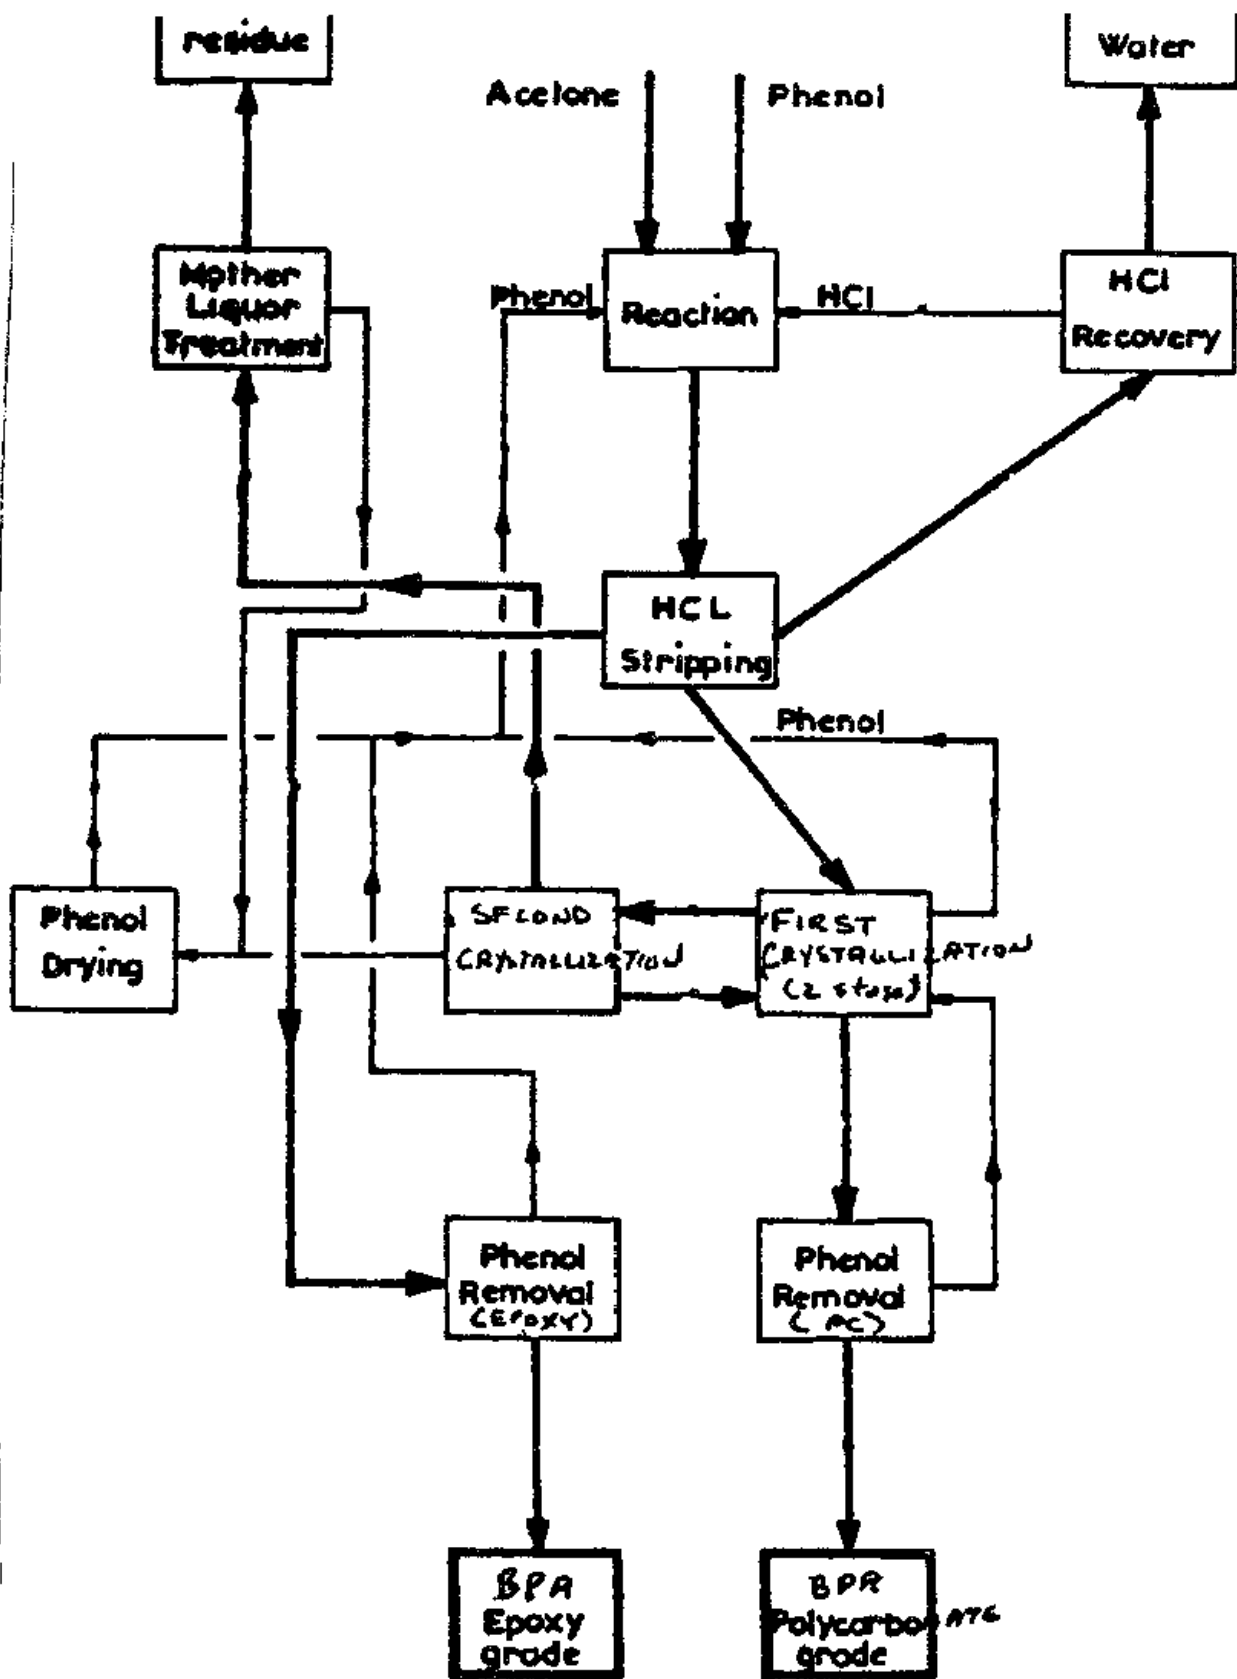 residue
Water
Acelone
Phenol
Mother
Liquor
Treatment
Phenol
Reaction
HCl
HCl
Recovery
HCL
Stripping
Phenol
Phenol
Drying
SECOND
CRYSTALLIZATION
FIRST
CRYSTALLIZATION
(2 stage)
Phenol
Removal
(EPOXY)
Phenol
Removal
(PC)
BPA
Epoxy
grade
BPA
PolycarbonATE
grade